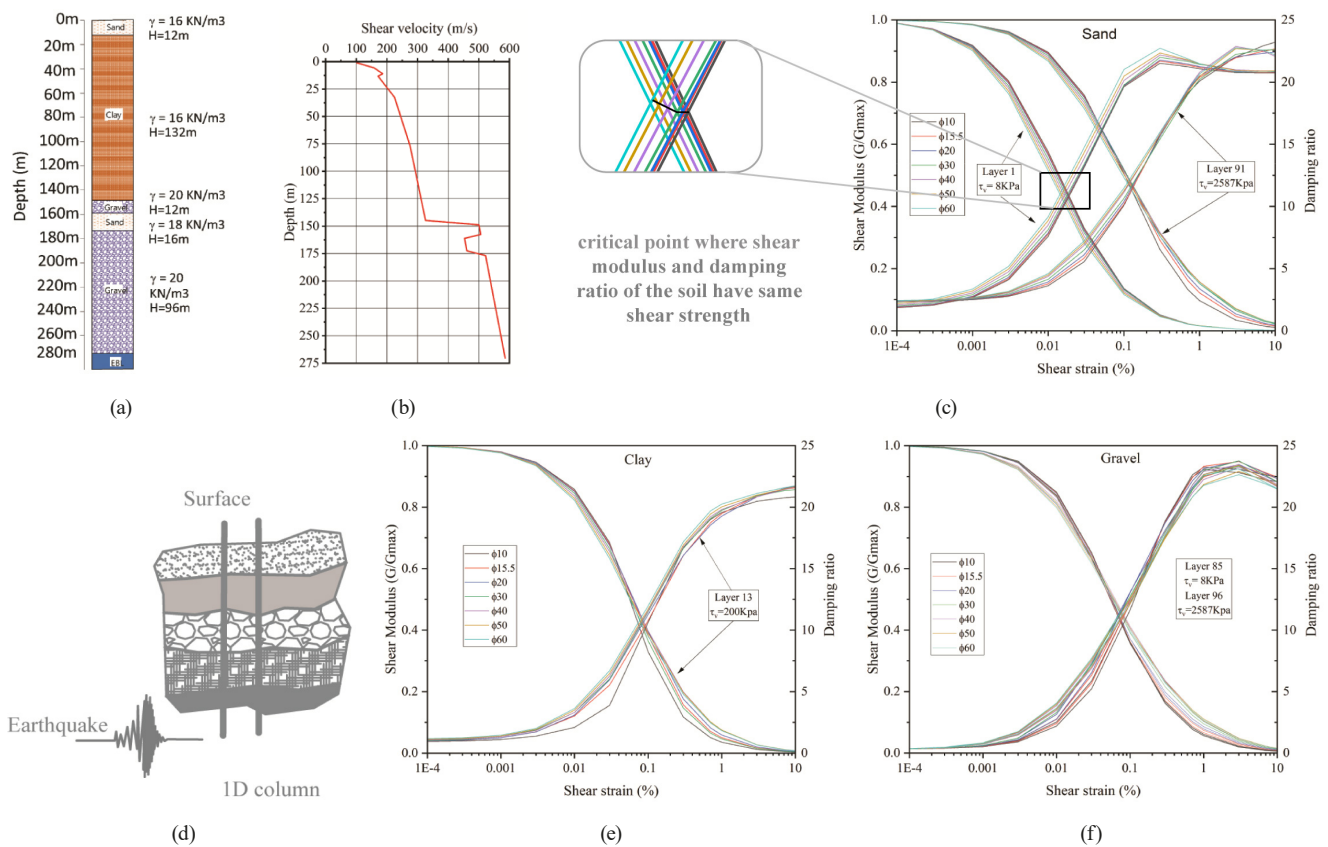 0m
20m
40m
60m
80m
100m
120m
140m
160m
180m
200m
220m
240m
260m
280m
Depth (m)
Sand
Clay
Gravel
Sand
Gravel
EB
γ = 16 KN/m3
H=12m
γ = 16 KN/m3
H=132m
γ = 20 KN/m3
H=12m
γ = 18 KN/m3
H=16m
γ = 20
KN/m3
H=96m
(a)
Shear velocity (m/s)
0 100 200 300 400 500 600
0
25
50
75
100
125
150
175
200
225
250
275
Depth (m)
(b)
critical point where shear
modulus and damping
ratio of the soil have same
shear strength
Sand
1.0
0.8
0.6
0.4
0.2
0.0
Shear Modulus (G/Gmax)
ϕ10
ϕ15.5
ϕ20
ϕ30
ϕ40
ϕ50
ϕ60
Layer 1
τv= 8KPa
Layer 91
τv=2587Kpa
25
20
15
10
5
0
Damping ratio
1E-4 0.001 0.01 0.1 1 10
Shear strain (%)
(c)
Surface
Earthquake
1D column
(d)
Clay
1.0
0.8
0.6
0.4
0.2
0.0
Shear Modulus (G/Gmax)
ϕ10
ϕ15.5
ϕ20
ϕ30
ϕ40
ϕ50
ϕ60
Layer 13
τv=200Kpa
25
20
15
10
5
0
Damping ratio
1E-4 0.001 0.01 0.1 1 10
Shear strain (%)
(e)
Gravel
1.0
0.8
0.6
0.4
0.2
0.0
Shear Modulus (G/Gmax)
ϕ10
ϕ15.5
ϕ20
ϕ30
ϕ40
ϕ50
ϕ60
Layer 85
τv= 8KPa
Layer 96
τv=2587Kpa
25
20
15
10
5
0
Damping ratio
1E-4 0.001 0.01 0.1 1 10
Shear strain (%)
(f)